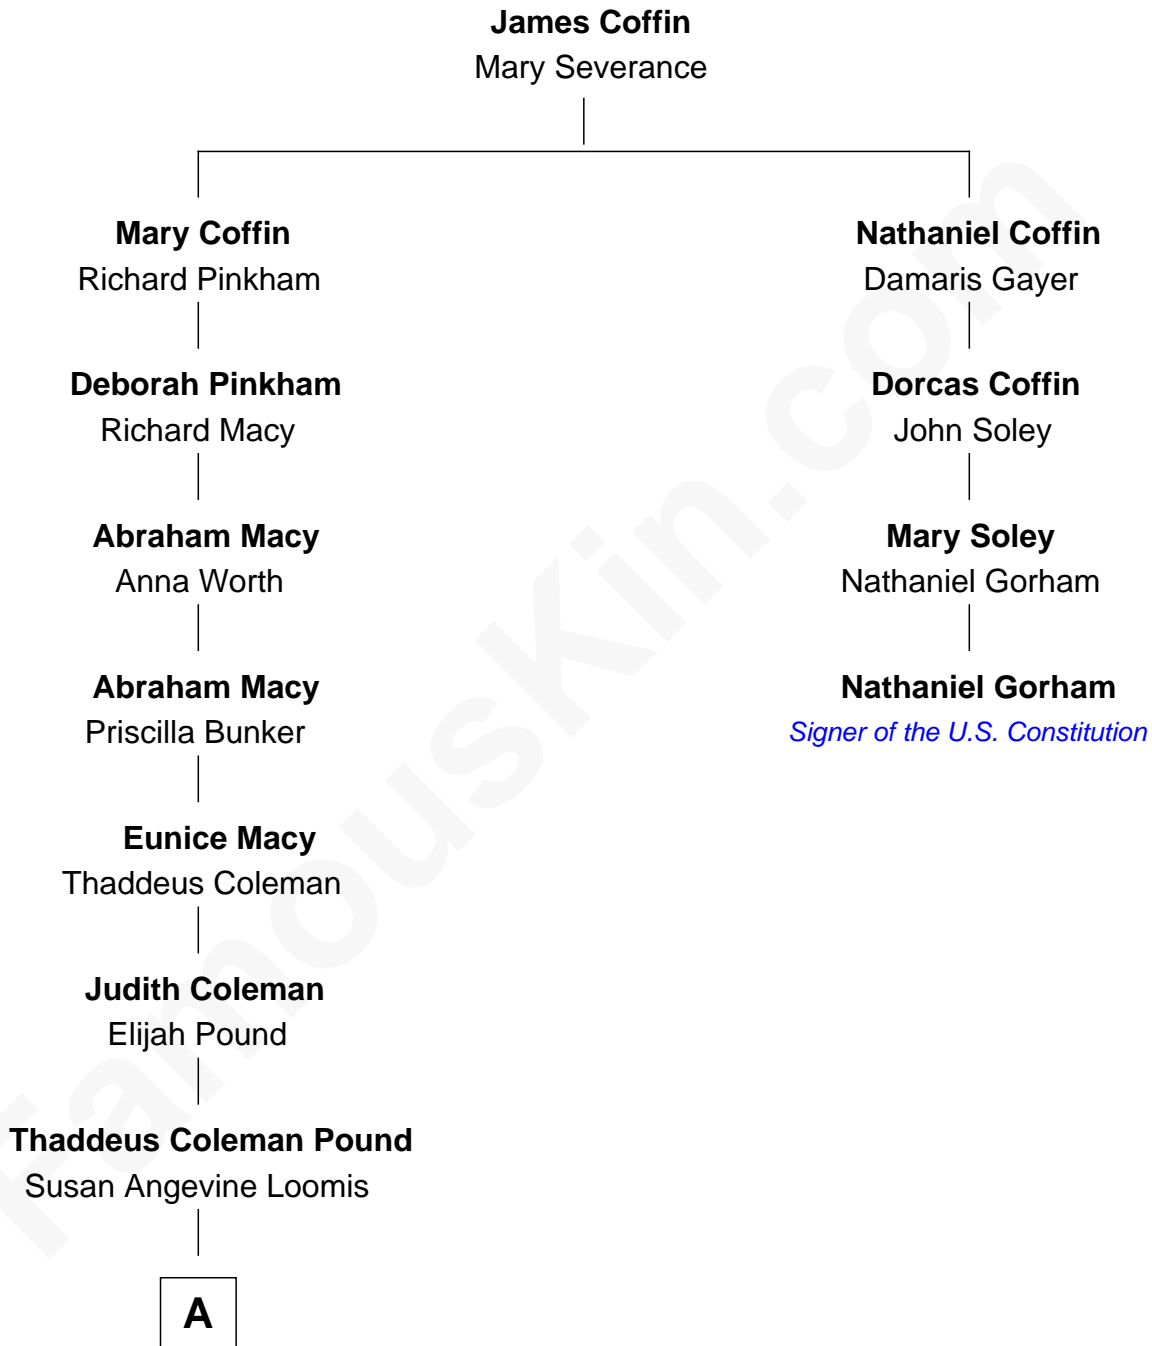 James Coffin
Mary Severance
Mary Coffin
Richard Pinkham
Nathaniel Coffin
Damaris Gayer
Deborah Pinkham
Richard Macy
Dorcas Coffin
John Soley
Abraham Macy
Anna Worth
Mary Soley
Nathaniel Gorham
Abraham Macy
Priscilla Bunker
Nathaniel Gorham
Signer of the U.S. Constitution
Eunice Macy
Thaddeus Coleman
Judith Coleman
Elijah Pound
Thaddeus Coleman Pound
Susan Angevine Loomis
A
FamousKin.com